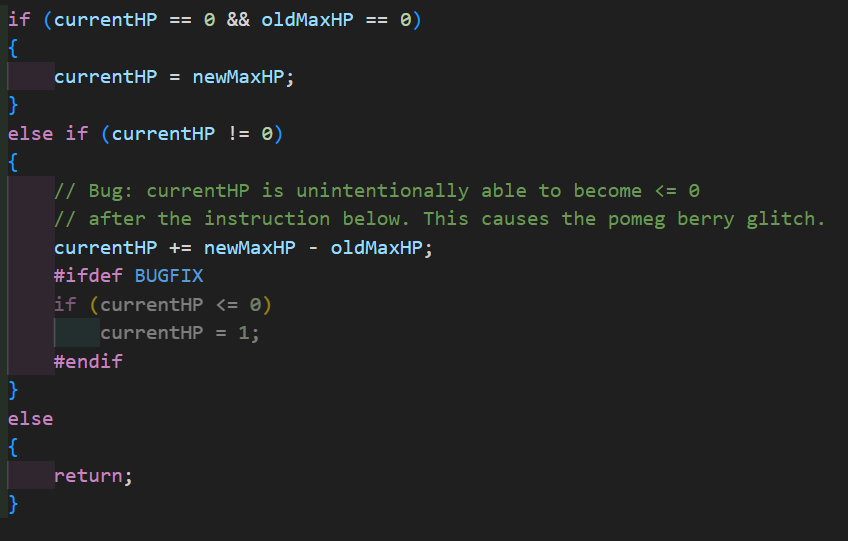 if (currentHP == 0 && oldMaxHP == 0)
{
    currentHP = newMaxHP;
}
else if (currentHP != 0)
{
    // Bug: currentHP is unintentionally able to become <= 0
    // after the instruction below. This causes the pomeg berry glitch.
    currentHP += newMaxHP - oldMaxHP;
    #ifdef BUGFIX
    if (currentHP <= 0)
        currentHP = 1;
    #endif
}
else
{
    return;
}